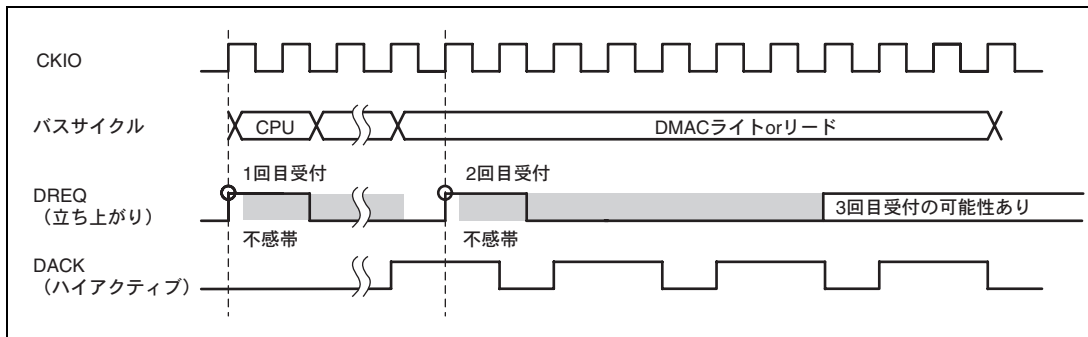 CKIO
バスサイクル
CPU
DMACライトorリード
1回目受付
2回目受付
DREQ
（立ち上がり）
3回目受付の可能性あり
不感帯
不感帯
DACK
（ハイアクティブ）